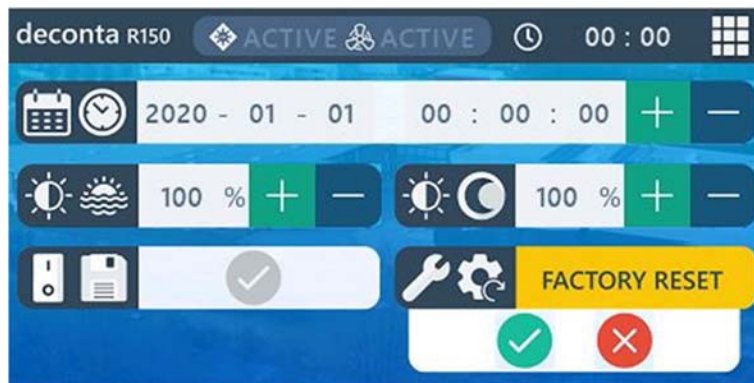 deconta R150 ACTIVE ACTIVE 00 : 00
2020 - 01 - 01 00 : 00 : 00 + −
100 % + − 100 % + −
FACTORY RESET